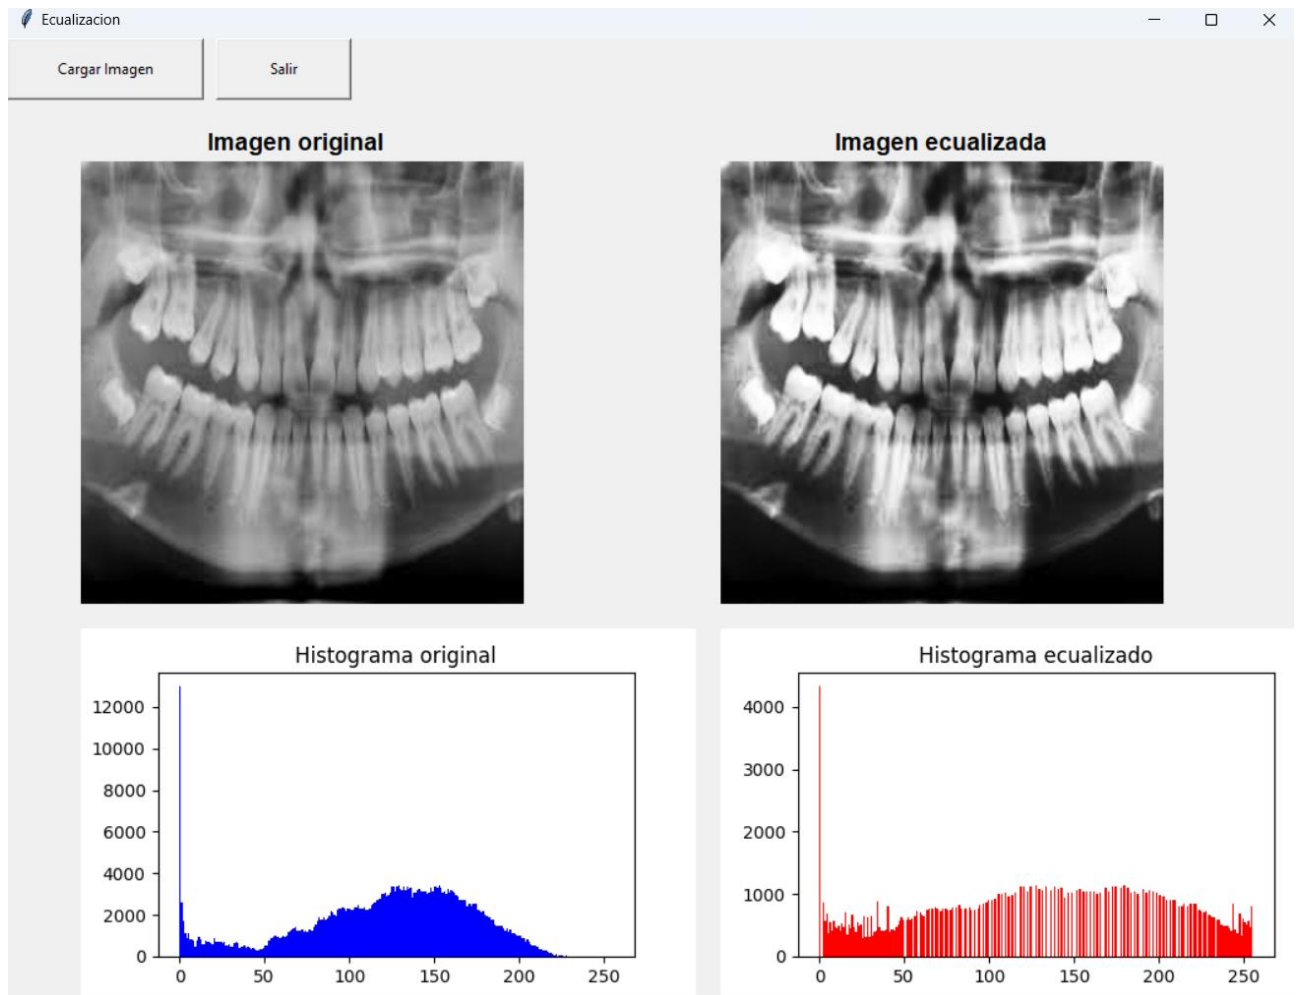 Ecualizacion
Cargar Imagen Salir
Imagen original Imagen ecualizada
Histograma original
12000
10000
8000
6000
4000
2000
0
0 50 100 150 200 250
Histograma ecualizado
4000
3000
2000
1000
0
0 50 100 150 200 250